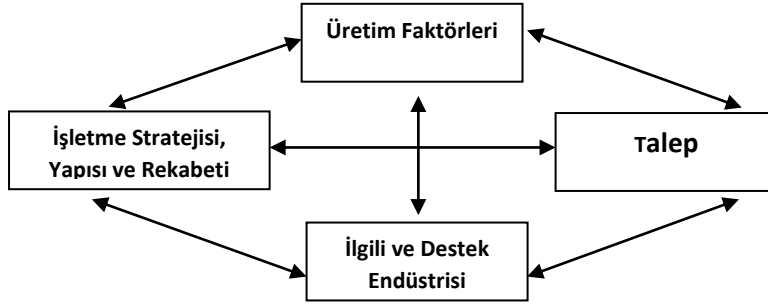 Üretim Faktörleri
İşletme Stratejisi,
Yapısı ve Rekabeti
Talep
İlgili ve Destek
Endüstrisi